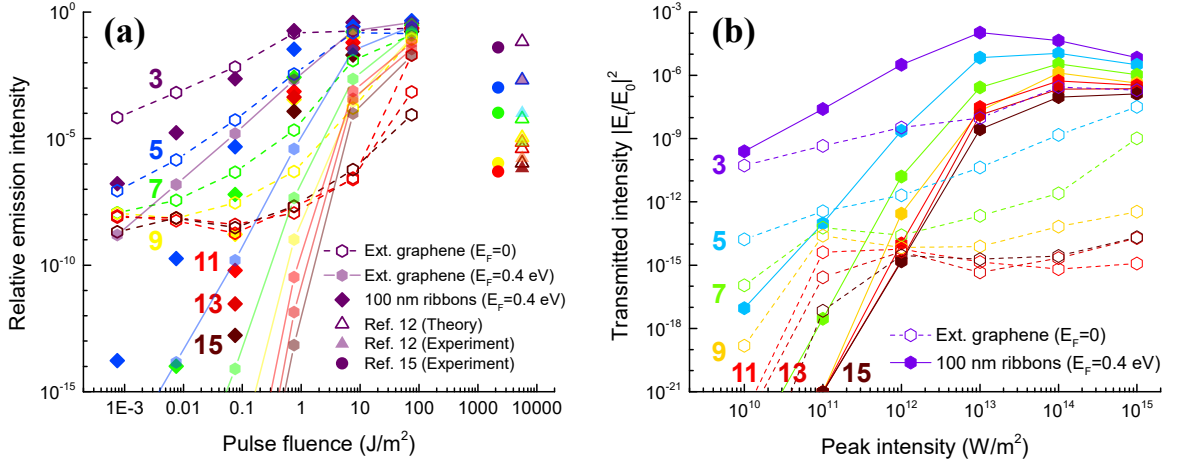 (a)
Relative emission intensity
10^0
10^-5
10^-10
10^-15
3
5
7
9
11
13
15
Ext. graphene (E_F=0)
Ext. graphene (E_F=0.4 eV)
100 nm ribbons (E_F=0.4 eV)
Ref. 12 (Theory)
Ref. 12 (Experiment)
Ref. 15 (Experiment)
1E-3 0.01 0.1 1 10 100 1000 10000
Pulse fluence (J/m²)
(b)
Transmitted intensity |E_t/E_0|²
10^-3
10^-6
10^-9
10^-12
10^-15
10^-18
10^-21
3
5
7
9
11 13 15
Ext. graphene (E_F=0)
100 nm ribbons (E_F=0.4 eV)
10^10 10^11 10^12 10^13 10^14 10^15
Peak intensity (W/m²)